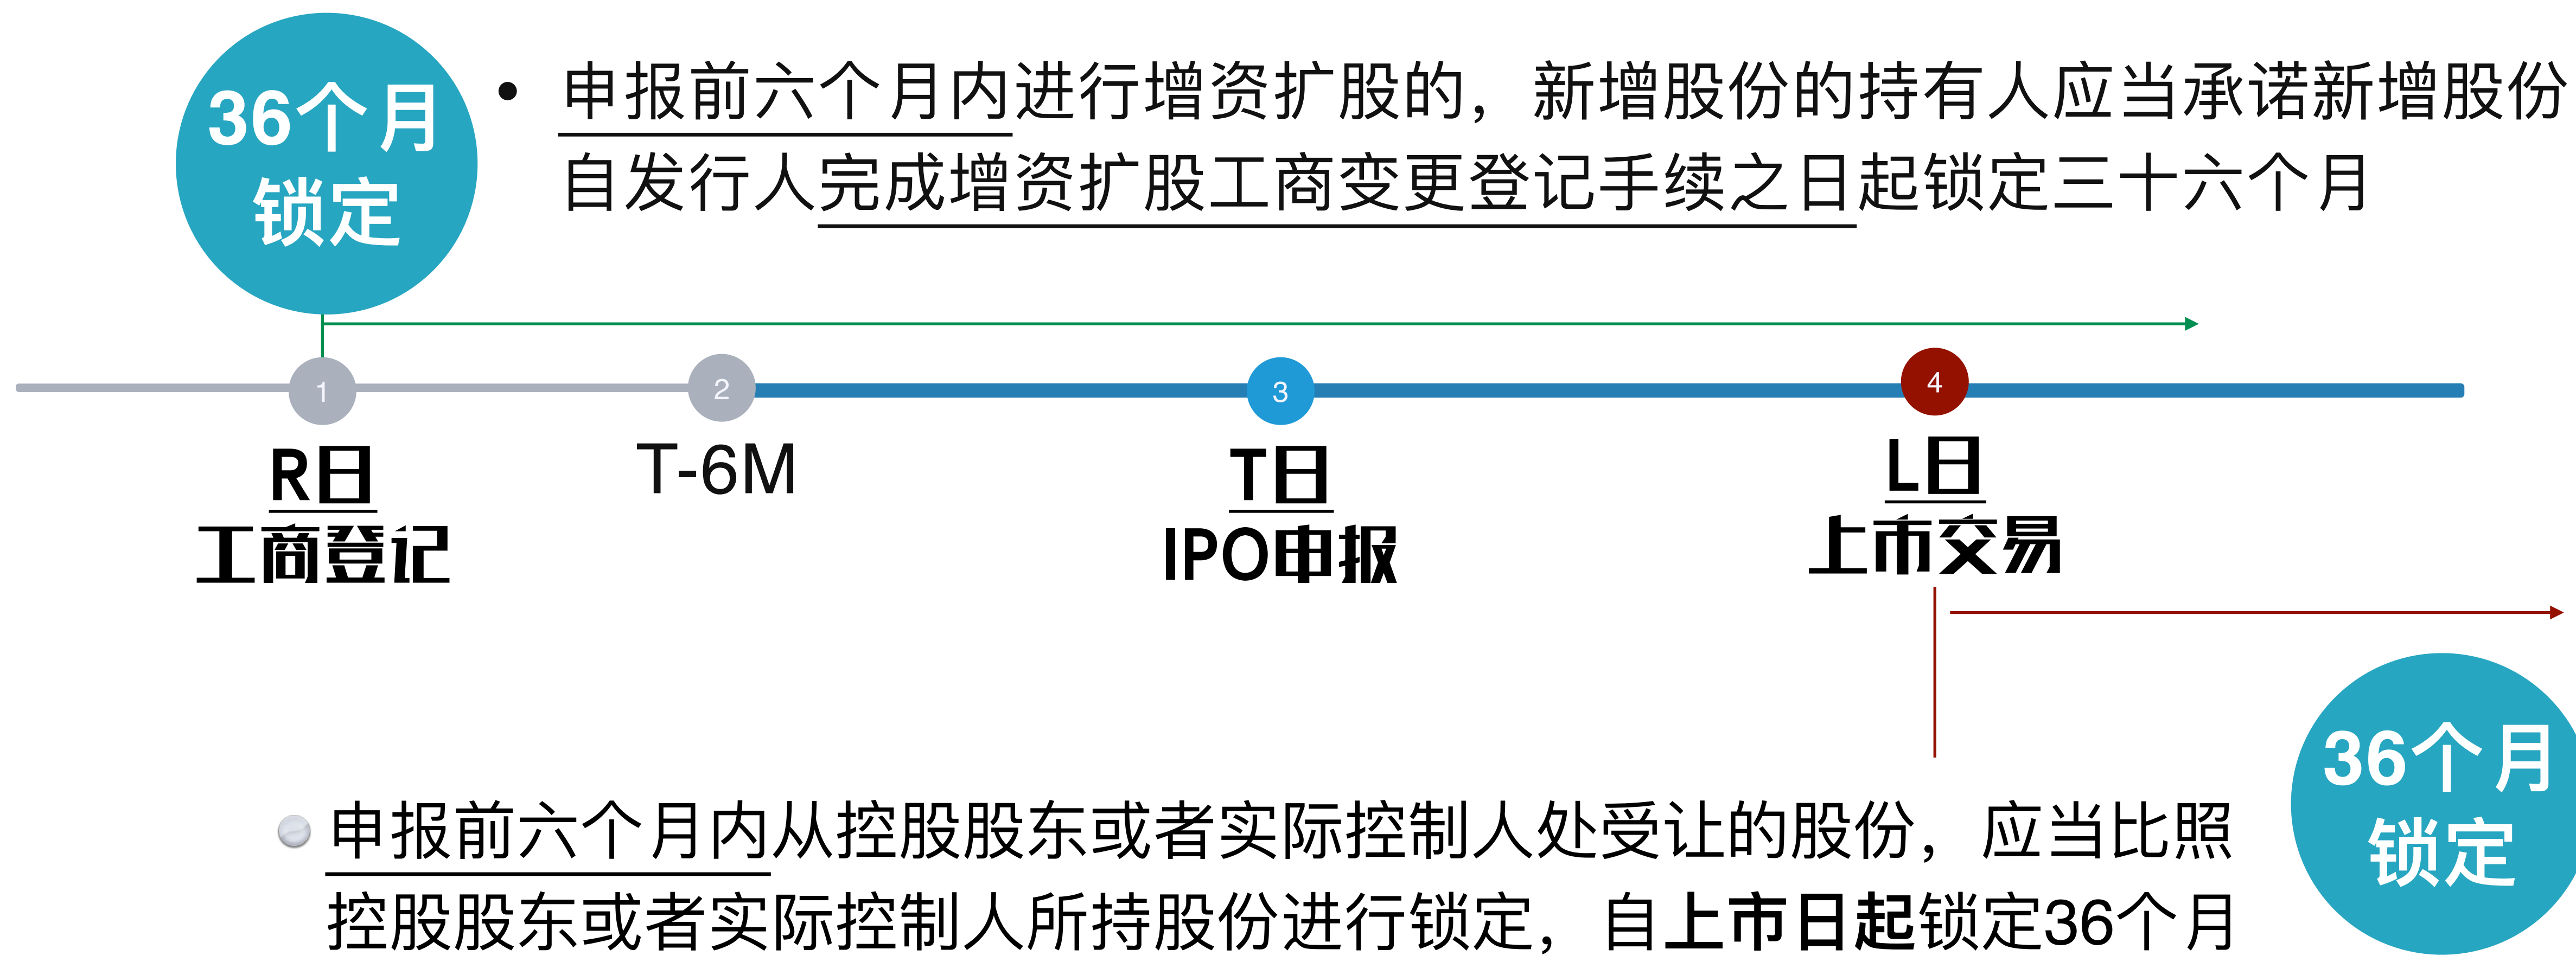 36个月
锁定
• 申报前六个月内进行增资扩股的，新增股份的持有人应当承诺新增股份
自发行人完成增资扩股工商变更登记手续之日起锁定三十六个月
1
2
3
4
R日
工商登记
T-6M
T日
IPO申报
L日
上市交易
申报前六个月内从控股股东或者实际控制人处受让的股份，应当比照
控股股东或者实际控制人所持股份进行锁定，自上市日起锁定36个月
36个月
锁定